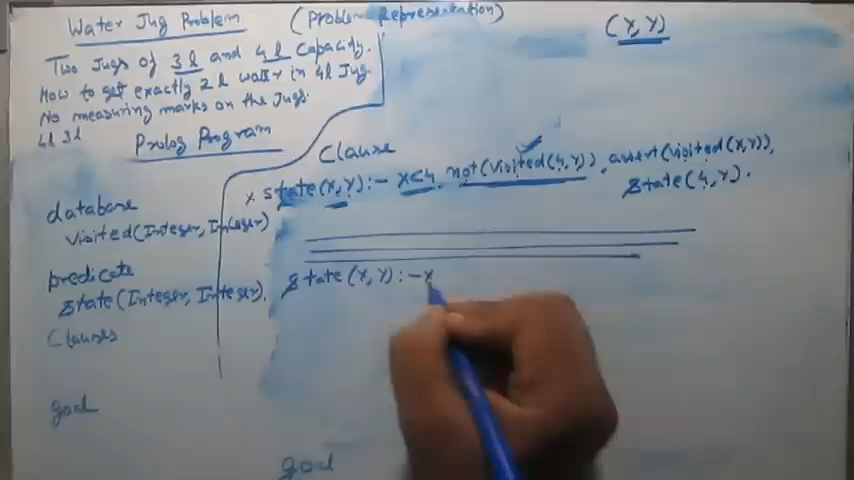 Water Jug Problem (Problem Representation)
(X,Y)
Two Jugs of 3l and 4l Capacity.
How to get exactly 2l water in 4l Jug.
No measuring marks on the Jugs.
4l 3l
Prolog Program
database
visited(Integer, Integer)
predicate
state(Integer, Integer).
Clauses
goal
Clause
x state(X,Y):- X<4, not(visited(4,Y)), assert(visited(X,Y)),
state(4,Y).
state(X,Y):-X
goal